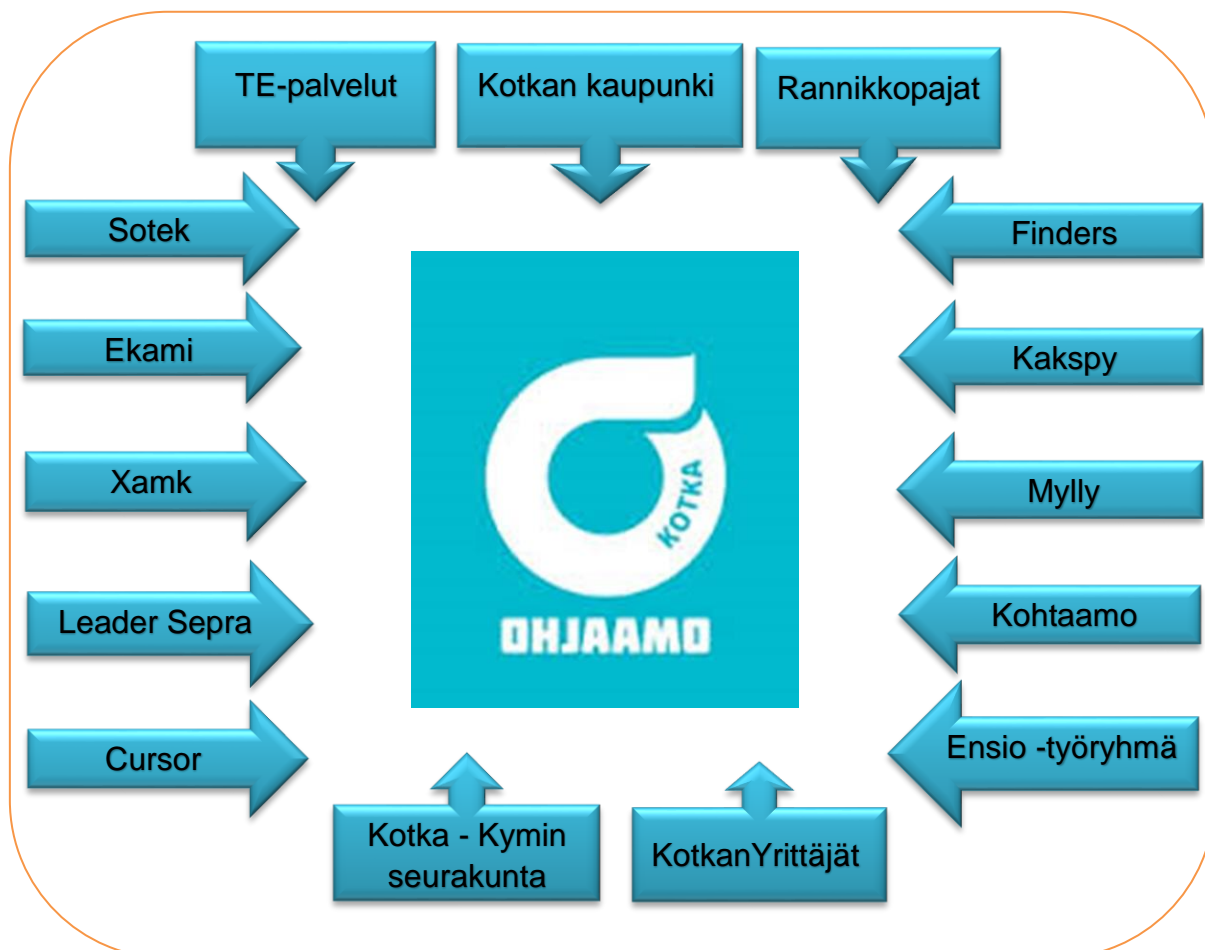 TE-palvelut
Kotkan kaupunki
Rannikkopajat
Sotek
Finders
Ekami
Kakspy
Xamk
Mylly
KOTKA
OHJAAMO
Leader Sepra
Kohtaamo
Cursor
Ensio -työryhmä
Kotka - Kymin
seurakunta
KotkanYrittäjät